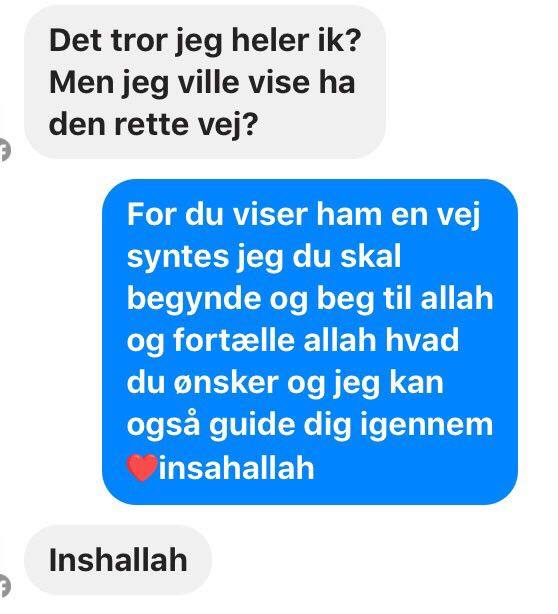 Det tror jeg heler ik?
Men jeg ville vise ha
den rette vej?
For du viser ham en vej
syntes jeg du skal
begynde og beg til allah
og fortælle allah hvad
du ønsker og jeg kan
også guide dig igennem
❤️insahallah
Inshallah